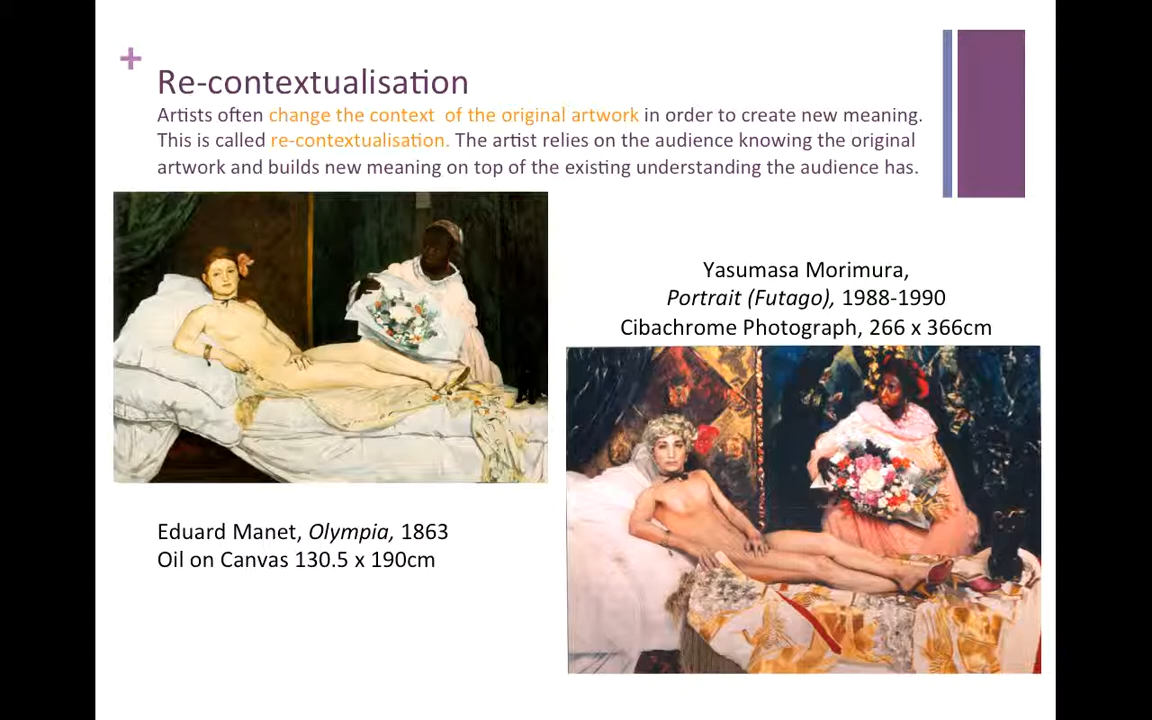 +
Re-contextualisation
Artists often change the context of the original artwork in order to create new meaning.
This is called re-contextualisation. The artist relies on the audience knowing the original
artwork and builds new meaning on top of the existing understanding the audience has.
Yasumasa Morimura,
Portrait (Futago), 1988-1990
Cibachrome Photograph, 266 x 366cm
Eduard Manet, Olympia, 1863
Oil on Canvas 130.5 x 190cm